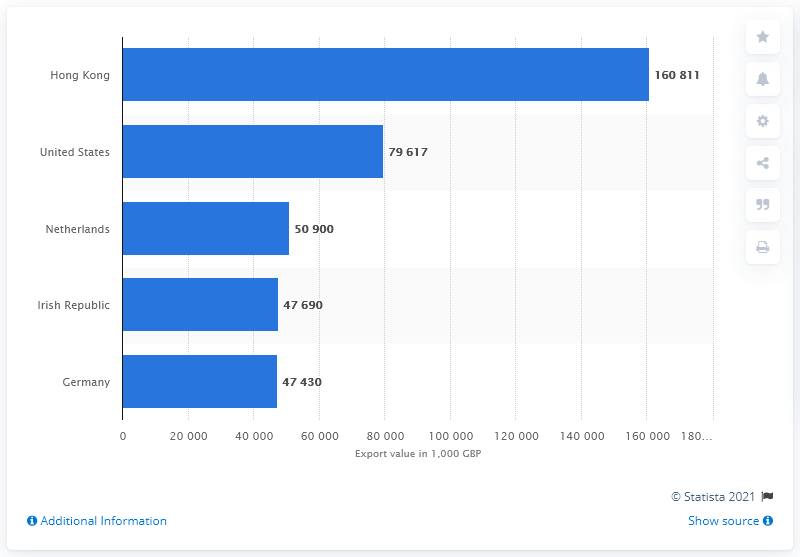 Hong Kong 160 811
United States 79 617
Netherlands 50 900
Irish Republic 47 690
Germany 47 430
0 20 000 40 000 60 000 80 000 100 000 120 000 140 000 160 000 180...
Export value in 1,000 GBP
© Statista 2021
Additional Information Show source